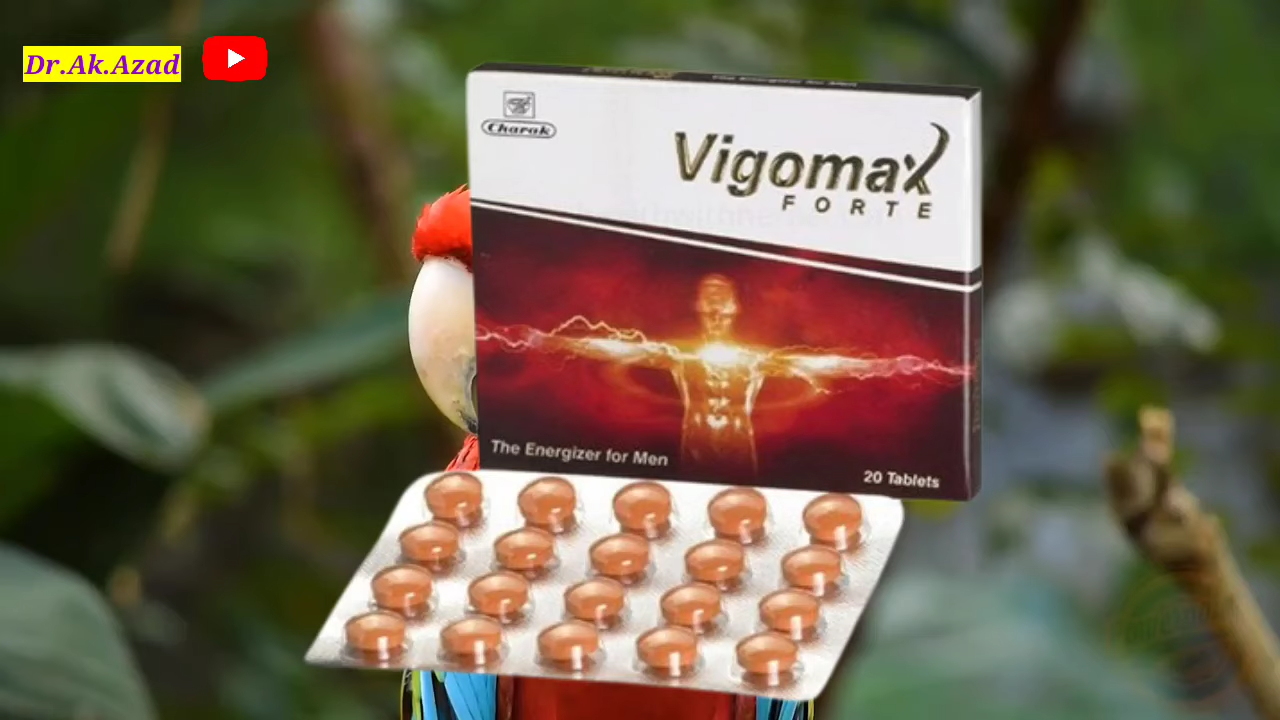 Dr.Ak.Azad
Charak
Vigomax
FORTE
The Energizer for Men
20 Tablets